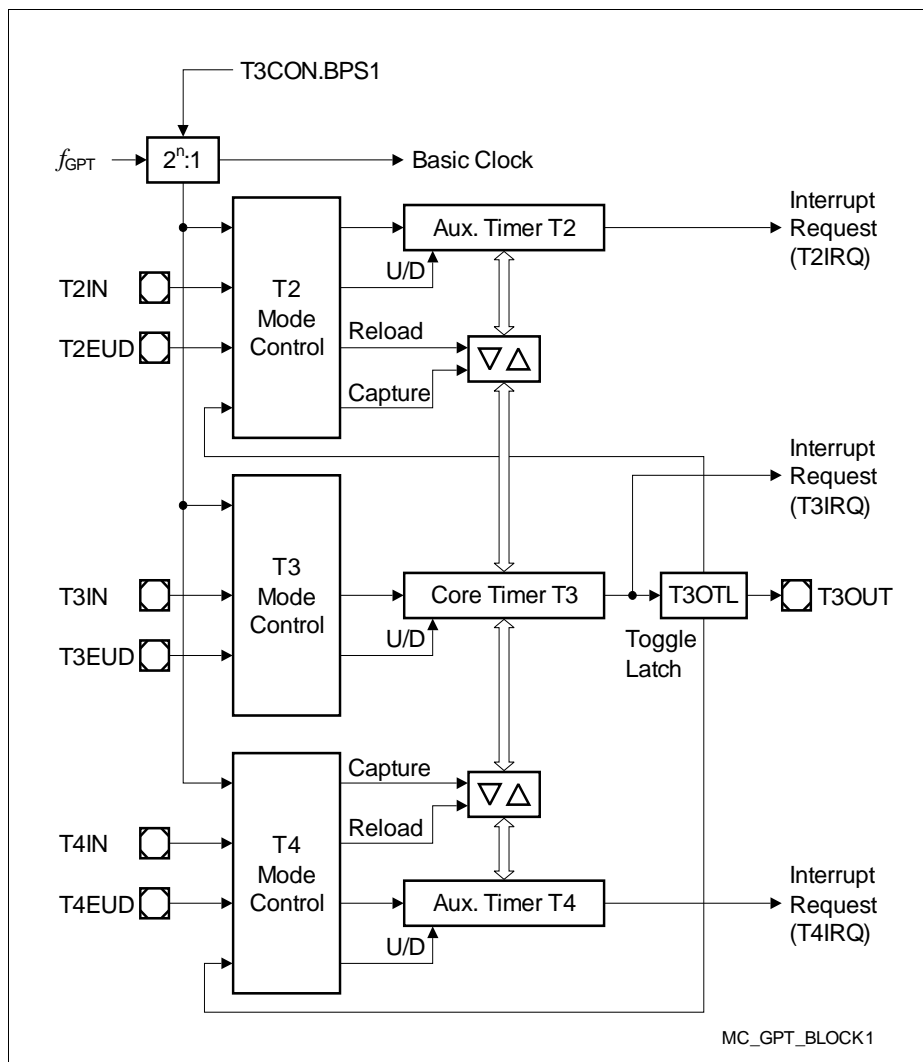 T3CON.BPS1
fGPT
2n:1
Basic Clock
Interrupt
Request
(T2IRQ)
Aux. Timer T2
U/D
T2
Mode
Control
T2IN
T2EUD
Reload
Capture
Interrupt
Request
(T3IRQ)
T3
Mode
Control
T3IN
T3EUD
Core Timer T3
U/D
T3OTL
T3OUT
Toggle
Latch
Capture
Reload
T4
Mode
Control
T4IN
T4EUD
Aux. Timer T4
U/D
Interrupt
Request
(T4IRQ)
MC_GPT_BLOCK1